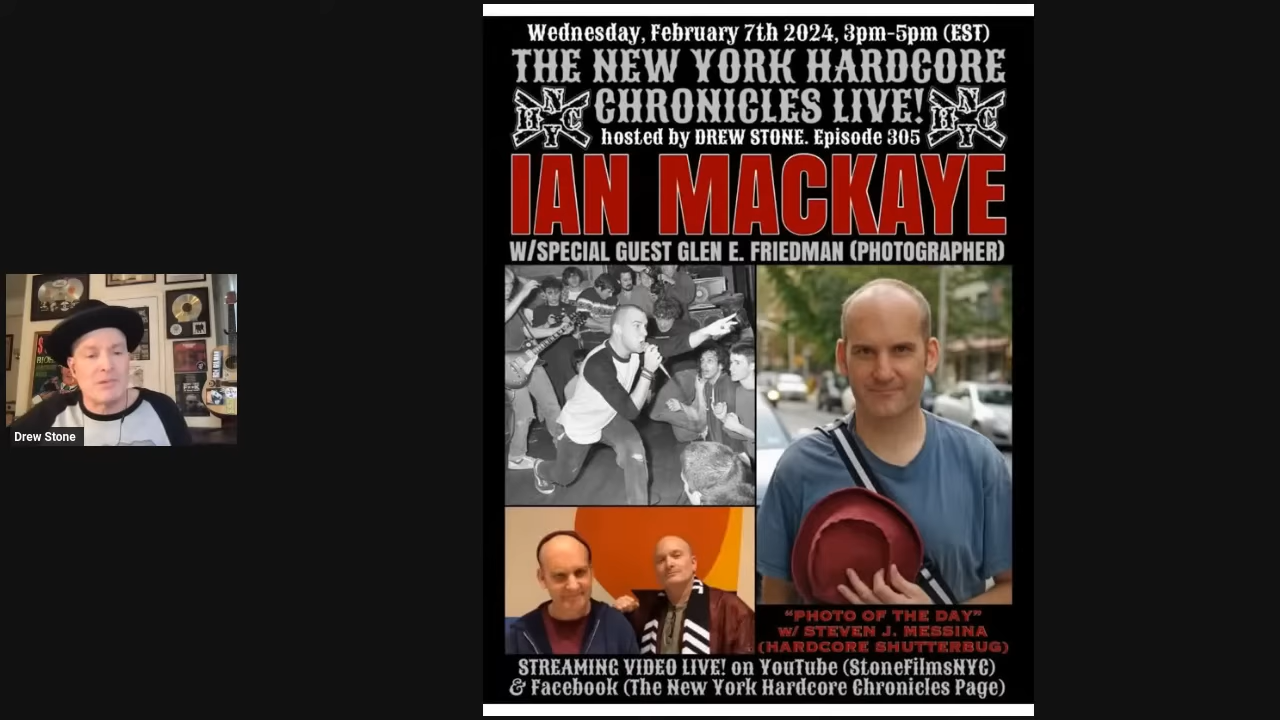 Wednesday, February 7th 2024, 3pm-5pm (EST)
THE NEW YORK HARDCORE
CHRONICLES LIVE!
N
H C
Y
N
H C
Y
hosted by DREW STONE. Episode 305
IAN MACKAYE
W/SPECIAL GUEST GLEN E. FRIEDMAN (PHOTOGRAPHER)
Drew Stone
"PHOTO OF THE DAY"
W/ STEVEN J. MESSINA
(HARDCORE SHUTTERBUG)
STREAMING VIDEO LIVE! on YouTube (StoneFilmsNYC)
& Facebook (The New York Hardcore Chronicles Page)